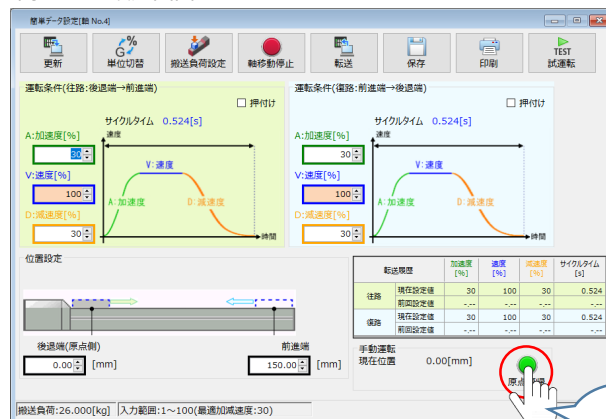 簡単データ設定[軸 No.4]
更新
単位切替
搬送負荷設定
軸移動停止
転送
保存
印刷
TEST
試運転
運転条件(往路:後退端→前進端)
押付け
サイクルタイム 0.524[s]
A:加速度[%]
30
V:速度[%]
100
D:減速度[%]
30
速度
V:速度
A:加速度
D:減速度
時間
運転条件(復路:前進端→後退端)
押付け
サイクルタイム 0.524[s]
A:加速度[%]
30
V:速度[%]
100
D:減速度[%]
30
速度
V:速度
A:加速度
D:減速度
時間
位置設定
後退端(原点側)
0.00 [mm]
前進端
150.00 [mm]
転送履歴 加速度[%] 速度[%] 減速度[%] サイクルタイム[s]
往路 現在設定値 30 100 30 0.524
前回設定値 -.-- -.-- -.-- -.--
復路 現在設定値 30 100 30 0.524
前回設定値 -.-- -.-- -.-- -.--
手動運転
現在位置 0.00[mm]
原点
搬送負荷:26.000[kg] 入力範囲:1~100(最適加減速度:30)